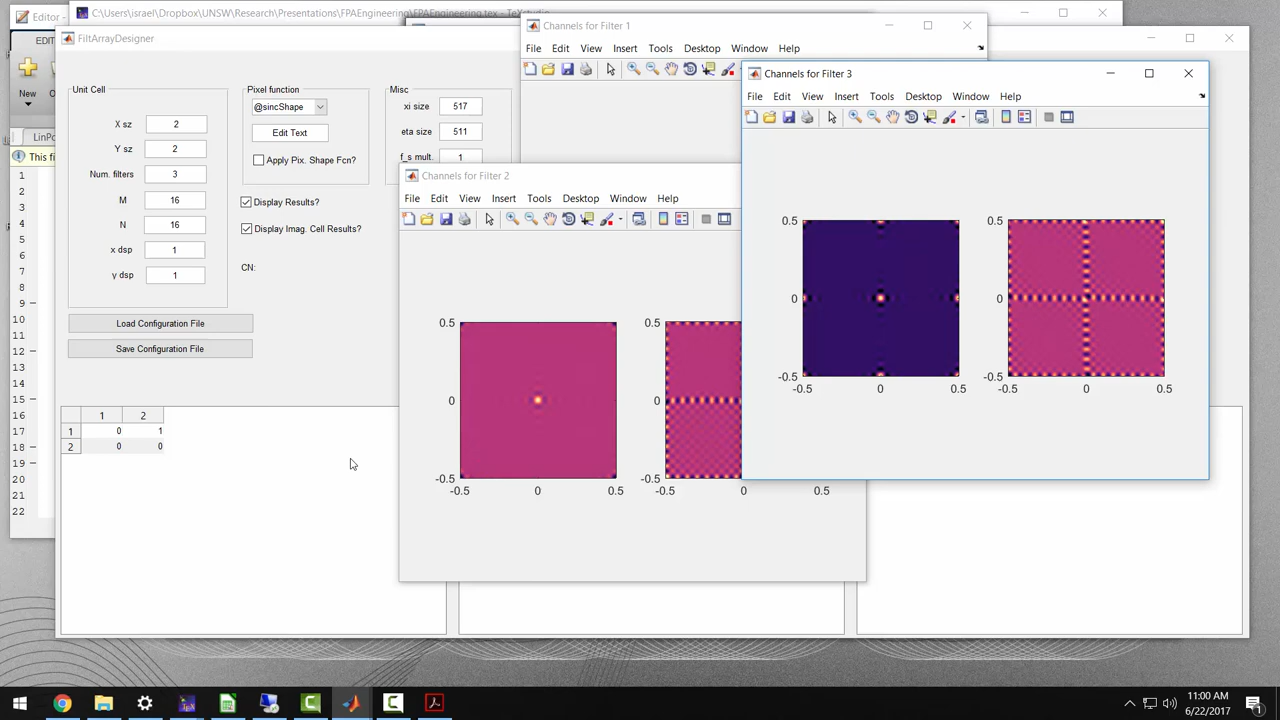 Editor -
C:\Users\israel\Dropbox\UNSW\Research\Presentations\FPAEngineering\FPAEngineering.tex - TeXstudio
EDIT
New
LinPo
This fi
1
2
3
4
5
6
7
8
9
10
11
12
13
14
15
16
17
18
19
20
21
22
FiltArrayDesigner
Unit Cell
X sz 2
Y sz 2
Num. filters 3
M 16
N 16
x dsp 1
y dsp 1
Load Configuration File
Save Configuration File
Pixel function
@sincShape
Edit Text
Apply Pix. Shape Fcn?
Display Results?
Display Imag. Cell Results?
CN:
Misc
xi size 517
eta size 511
f_s mult. 1
1 2
1 0 1
2 0 0
Channels for Filter 1
File Edit View Insert Tools Desktop Window Help
Channels for Filter 2
File Edit View Insert Tools Desktop Window Help
0.5 0.5
0 0
-0.5 -0.5
-0.5 0 0.5 -0.5 0 0.5
Channels for Filter 3
File Edit View Insert Tools Desktop Window Help
0.5 0.5
0 0
-0.5 -0.5
-0.5 0 0.5 -0.5 0 0.5
11:00 AM
6/22/2017
1